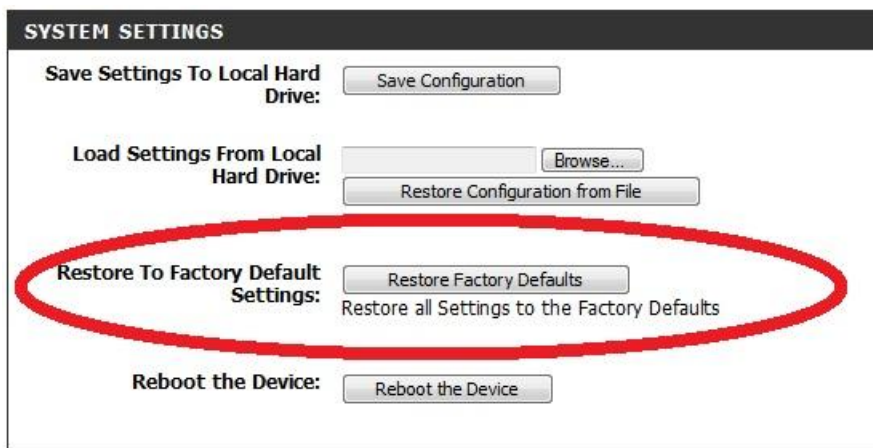 SYSTEM SETTINGS
Save Settings To Local Hard
Drive:
Save Configuration
Load Settings From Local
Hard Drive:
Browse...
Restore Configuration from File
Restore To Factory Default
Settings:
Restore Factory Defaults
Restore all Settings to the Factory Defaults
Reboot the Device:
Reboot the Device